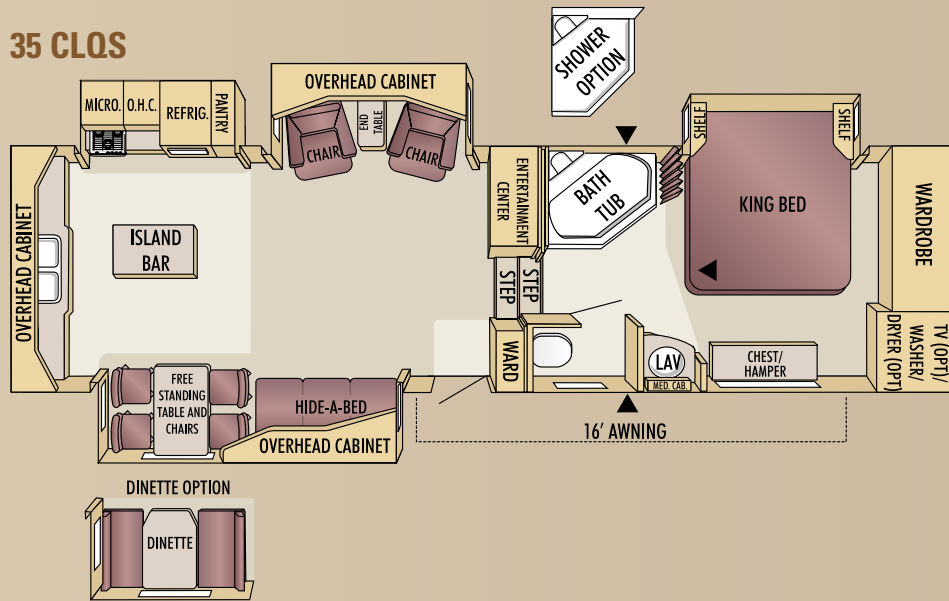 35 CLQS
SHOWER
OPTION
MICRO.
O.H.C.
REFRIG.
PANTRY
OVERHEAD CABINET
CHAIR
END
TABLE
CHAIR
SHELF
SHELF
OVERHEAD CABINET
ISLAND
BAR
ENTERTAINMENT
CENTER
BATH
TUB
KING BED
WARDROBE
STEP
STEP
WARD
LAV
MED. CAB.
CHEST/
HAMPER
TV (OPT)/
WASHER/
DRYER (OPT)
FREE
STANDING
TABLE AND
CHAIRS
HIDE-A-BED
OVERHEAD CABINET
16' AWNING
DINETTE OPTION
DINETTE